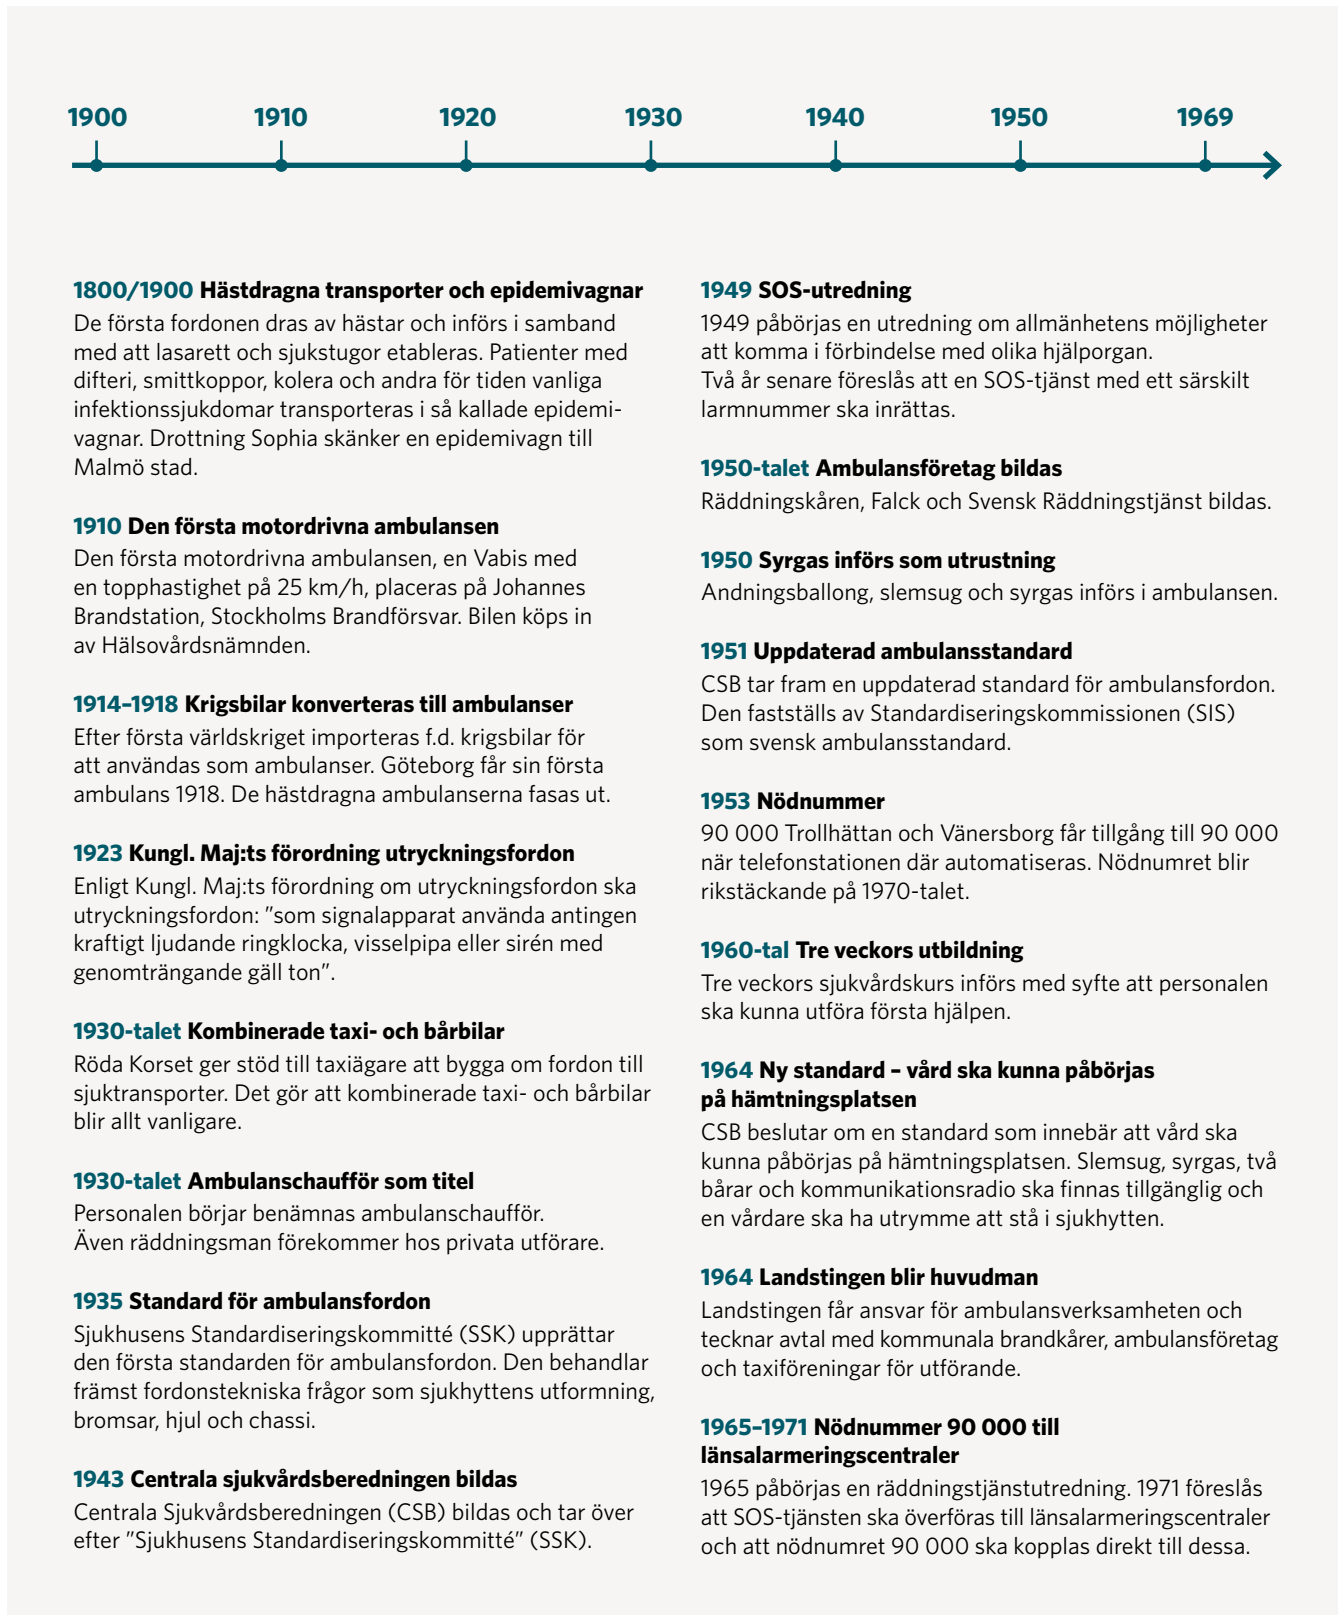 1900 1910 1920 1930 1940 1950 1969
1800/1900 Hästdragna transporter och epidemivagnar
De första fordonen dras av hästar och införs i samband
med att lasarett och sjukstugor etableras. Patienter med
difteri, smittkoppor, kolera och andra för tiden vanliga
infektionssjukdomar transporteras i så kallade epidemi-
vagnar. Drottning Sophia skänker en epidemivagn till
Malmö stad.
1910 Den första motordrivna ambulansen
Den första motordrivna ambulansen, en Vabis med
en topphastighet på 25 km/h, placeras på Johannes
Brandstation, Stockholms Brandförsvar. Bilen köps in
av Hälsovårdsnämnden.
1914–1918 Krigsbilar konverteras till ambulanser
Efter första världskriget importeras f.d. krigsbilar för
att användas som ambulanser. Göteborg får sin första
ambulans 1918. De hästdragna ambulanserna fasas ut.
1923 Kungl. Maj:ts förordning utryckningsfordon
Enligt Kungl. Maj:ts förordning om utryckningsfordon ska
utryckningsfordon: ”som signalapparat använda antingen
kraftigt ljudande ringklocka, visselpipa eller sirén med
genomträngande gäll ton”.
1930-talet Kombinerade taxi- och bårbilar
Röda Korset ger stöd till taxiägare att bygga om fordon till
sjuktransporter. Det gör att kombinerade taxi- och bårbilar
blir allt vanligare.
1930-talet Ambulanschaufför som titel
Personalen börjar benämnas ambulanschaufför.
Även räddningsman förekommer hos privata utförare.
1935 Standard för ambulansfordon
Sjukhusens Standardiseringskommitté (SSK) upprättar
den första standarden för ambulansfordon. Den behandlar
främst fordonstekniska frågor som sjukhyttens utformning,
bromsar, hjul och chassi.
1943 Centrala sjukvårdsberedningen bildas
Centrala Sjukvårdsberedningen (CSB) bildas och tar över
efter ”Sjukhusens Standardiseringskommitté” (SSK).
1949 SOS-utredning
1949 påbörjas en utredning om allmänhetens möjligheter
att komma i förbindelse med olika hjälporgan.
Två år senare föreslås att en SOS-tjänst med ett särskilt
larmnummer ska inrättas.
1950-talet Ambulansföretag bildas
Räddningskåren, Falck och Svensk Räddningstjänst bildas.
1950 Syrgas införs som utrustning
Andningsballong, slemsug och syrgas införs i ambulansen.
1951 Uppdaterad ambulansstandard
CSB tar fram en uppdaterad standard för ambulansfordon.
Den fastställs av Standardiseringskommissionen (SIS)
som svensk ambulansstandard.
1953 Nödnummer
90 000 Trollhättan och Vänersborg får tillgång till 90 000
när telefonstationen där automatiseras. Nödnumret blir
rikstäckande på 1970-talet.
1960-tal Tre veckors utbildning
Tre veckors sjukvårdskurs införs med syfte att personalen
ska kunna utföra första hjälpen.
1964 Ny standard – vård ska kunna påbörjas
på hämtningsplatsen
CSB beslutar om en standard som innebär att vård ska
kunna påbörjas på hämtningsplatsen. Slemsug, syrgas, två
bårar och kommunikationsradio ska finnas tillgänglig och
en vårdare ska ha utrymme att stå i sjukhytten.
1964 Landstingen blir huvudman
Landstingen får ansvar för ambulansverksamheten och
tecknar avtal med kommunala brandkårer, ambulansföretag
och taxiföreningar för utförande.
1965–1971 Nödnummer 90 000 till
länsalarmeringscentraler
1965 påbörjas en räddningstjänstutredning. 1971 föreslås
att SOS-tjänsten ska överföras till länsalarmeringscentraler
och att nödnumret 90 000 ska kopplas direkt till dessa.